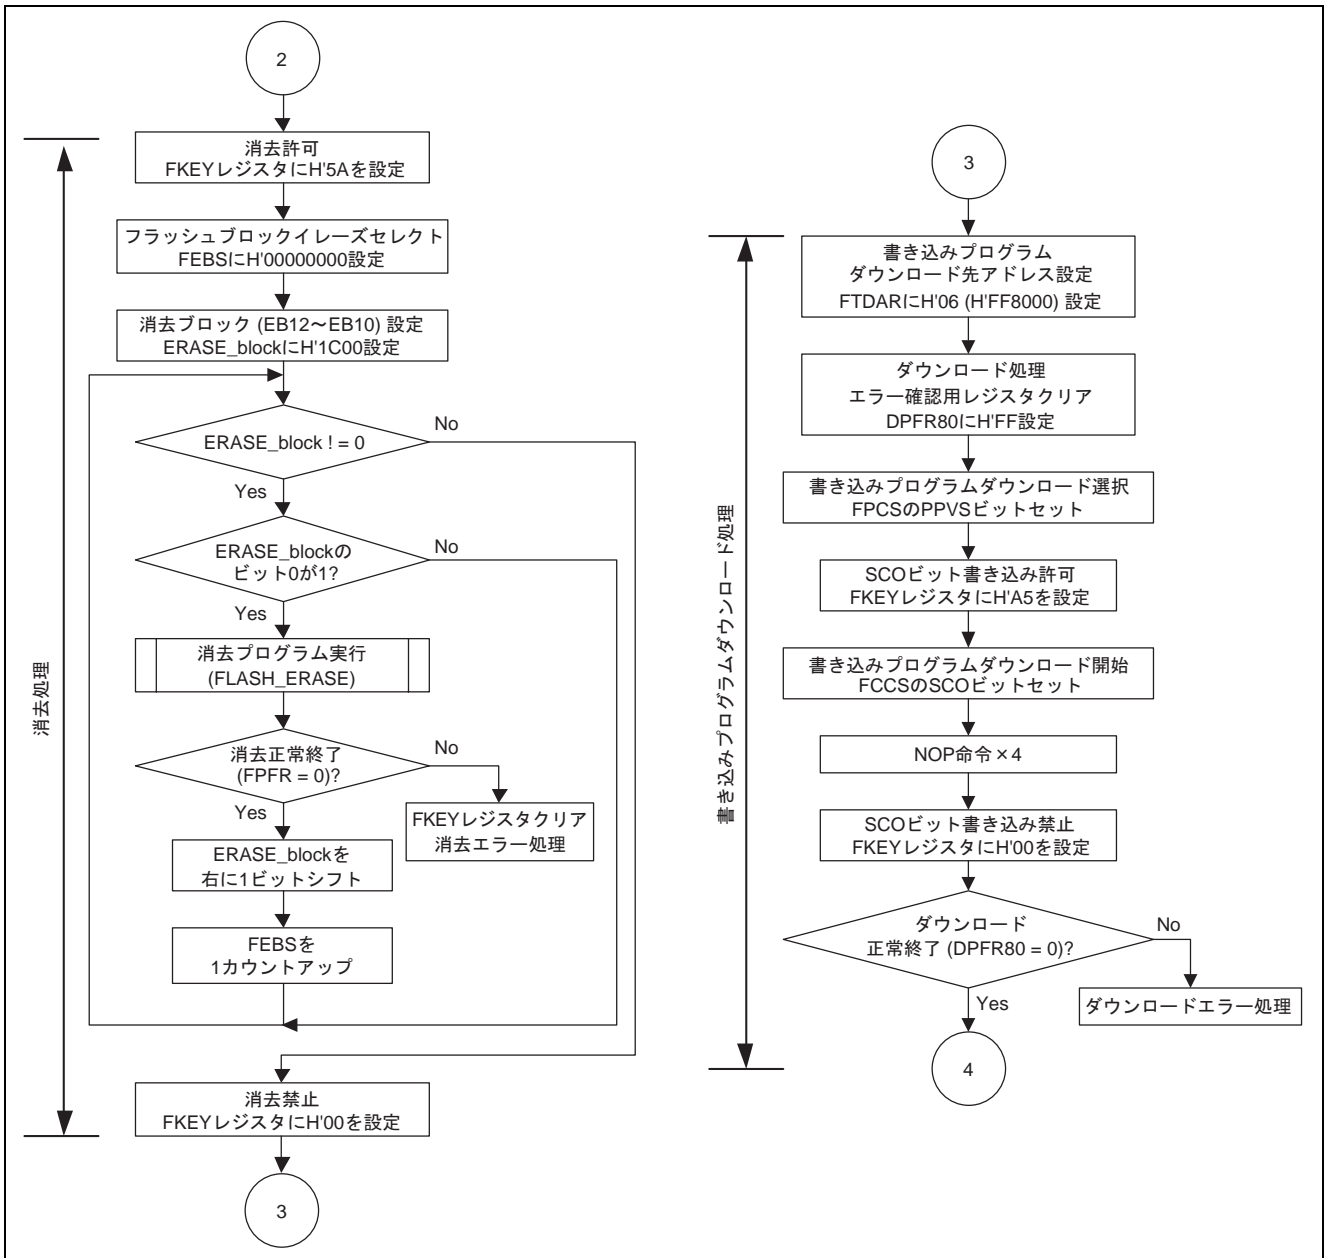 2
消去許可
FKEYレジスタにH'5Aを設定
フラッシュブロックイレーズセレクト
FEBSにH'00000000設定
消去ブロック (EB12～EB10) 設定
ERASE_blockにH'1C00設定
ERASE_block ! = 0
No
Yes
ERASE_blockの
ビット0が1?
No
Yes
消去プログラム実行
(FLASH_ERASE)
消去正常終了
(FPFR = 0)?
No
Yes
FKEYレジスタクリア
消去エラー処理
ERASE_blockを
右に1ビットシフト
FEBSを
1カウントアップ
消去禁止
FKEYレジスタにH'00を設定
3
消去処理
3
書き込みプログラム
ダウンロード先アドレス設定
FTDARにH'06 (H'FF8000) 設定
ダウンロード処理
エラー確認用レジスタクリア
DPFR80にH'FF設定
書き込みプログラムダウンロード選択
FPCSのPPVSビットセット
SCOビット書き込み許可
FKEYレジスタにH'A5を設定
書き込みプログラムダウンロード開始
FCCSのSCOビットセット
NOP命令×4
SCOビット書き込み禁止
FKEYレジスタにH'00を設定
ダウンロード
正常終了 (DPFR80 = 0)?
No
Yes
ダウンロードエラー処理
4
書き込みプログラムダウンロード処理